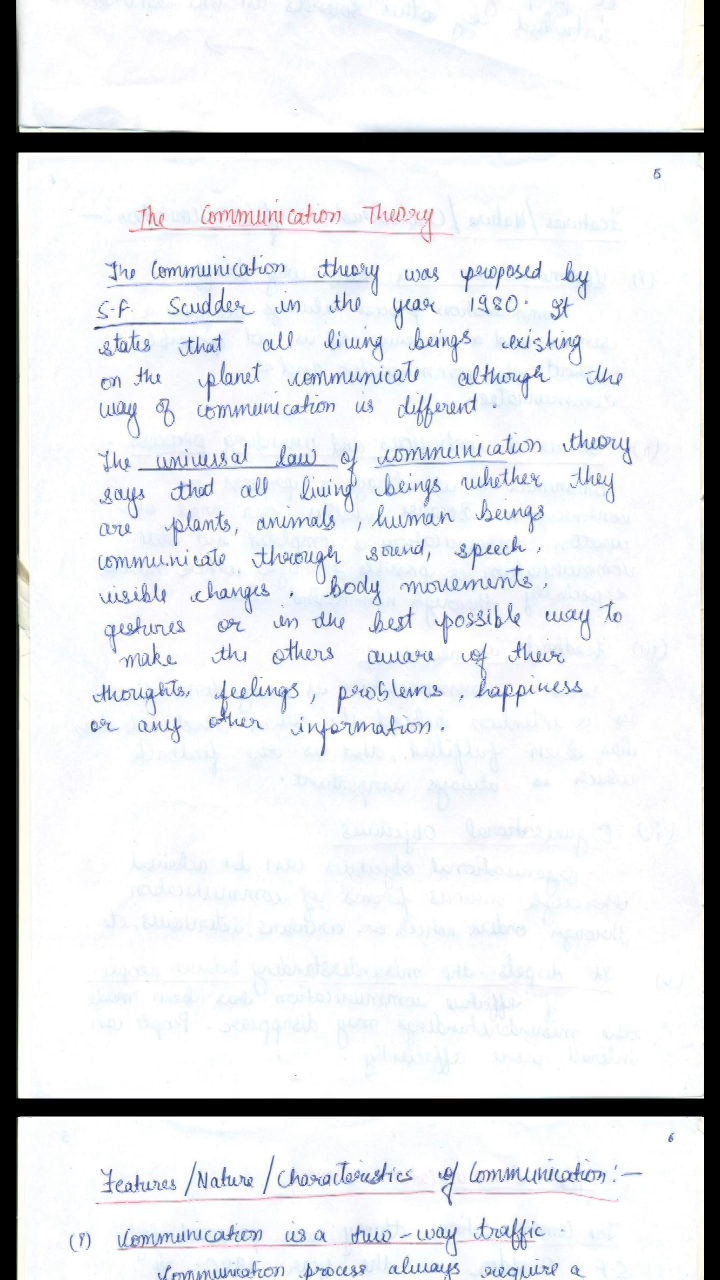 5
The Communication Theory
The Communication theory was proposed by
S.F. Scudder in the year 1980. It
states that all living beings existing
on the planet communicate although the
way of communication is different.
The universal law of communication theory
says that all living beings whether they
are plants, animals, human beings
communicate through sound, speech,
visible changes, body movements,
gestures or in the best possible way to
make the others aware of their
thoughts, feelings, problems, happiness
or any other information.
6
Features/Nature/Characteristics of Communication:-
(i) Communication is a two-way traffic
Communication process always require a